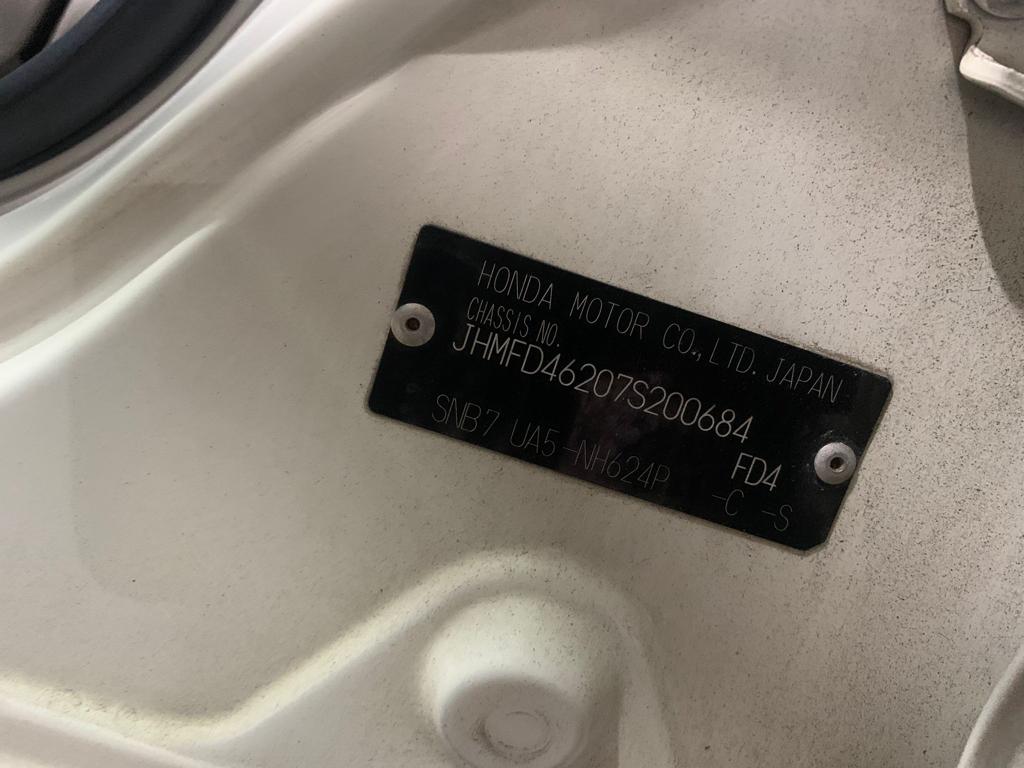 HONDA MOTOR CO., LTD. JAPAN
CHASSIS NO.
JHMFD46207S200684
FD4
SNB7 UA5-NH624P -C -S